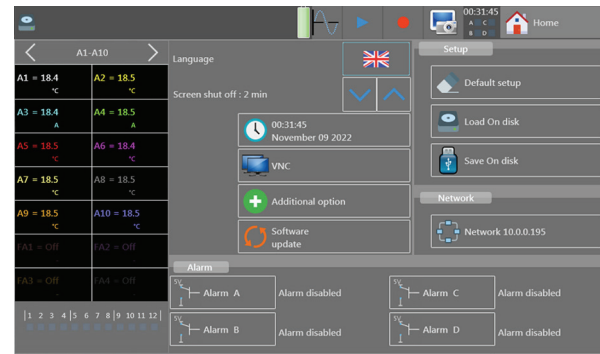 00:31:45
A C
B D
Home
A1-A10
A1 = 18.4
°C
A2 = 18.5
°C
A3 = 18.4
A
A4 = 18.5
A
A5 = 18.5
°C
A6 = 18.4
°C
A7 = 18.5
°C
A8 = 18.5
°C
A9 = 18.5
°C
A10 = 18.5
°C
FA1 = Off
FA2 = Off
FA3 = Off
FA4 = Off
1 2 3 4 5 6 7 8 9 10 11 12
Language
Screen shut off : 2 min
00:31:45
November 09 2022
VNC
Additional option
Software
update
Setup
Default setup
Load On disk
Save On disk
Network
Network 10.0.0.195
Alarm
5V
Alarm A
Alarm disabled
5V
Alarm C
Alarm disabled
5V
Alarm B
Alarm disabled
5V
Alarm D
Alarm disabled